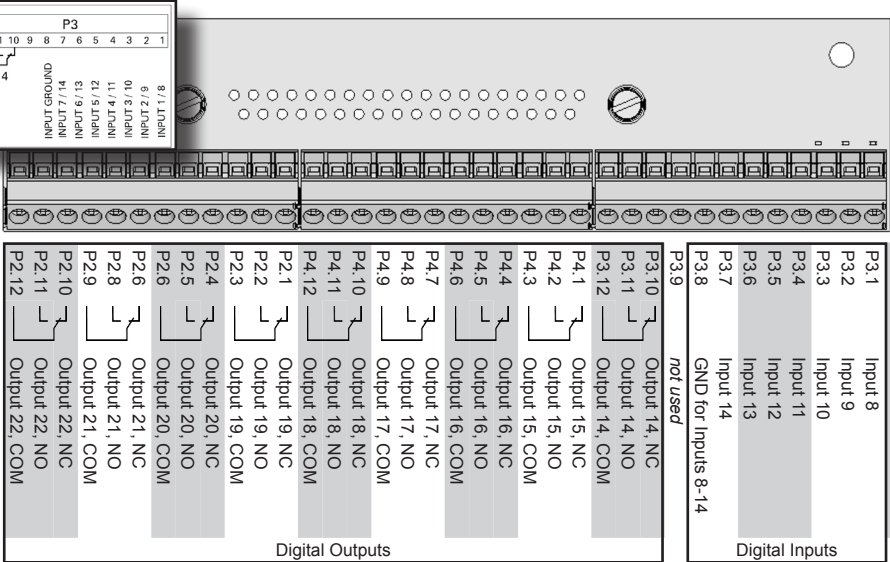 P3
10 9 8 7 6 5 4 3 2 1
4
INPUT GROUND
INPUT 7 / 14
INPUT 6 / 13
INPUT 5 / 12
INPUT 4 / 11
INPUT 3 / 10
INPUT 2 / 9
INPUT 1 / 8
P3.1 Input 8
P3.2 Input 9
P3.3 Input 10
P3.4 Input 11
P3.5 Input 12
P3.6 Input 13
P3.7 Input 14
P3.8 GND for Inputs 8-14
P3.9 not used
P3.10 Output 14, NC
P3.11 Output 14, NO
P3.12 Output 14, COM
P4.1 Output 15, NC
P4.2 Output 15, NO
P4.3 Output 15, COM
P4.4 Output 16, NC
P4.5 Output 16, NO
P4.6 Output 16, COM
P4.7 Output 17, NC
P4.8 Output 17, NO
P4.9 Output 17, COM
P4.10 Output 18, NC
P4.11 Output 18, NO
P4.12 Output 18, COM
P2.1 Output 19, NC
P2.2 Output 19, NO
P2.3 Output 19, COM
P2.4 Output 20, NC
P2.5 Output 20, NO
P2.6 Output 20, COM
P2.6 Output 21, NC
P2.8 Output 21, NO
P2.9 Output 21, COM
P2.10 Output 22, NC
P2.11 Output 22, NO
P2.12 Output 22, COM
Digital Outputs
Digital Inputs